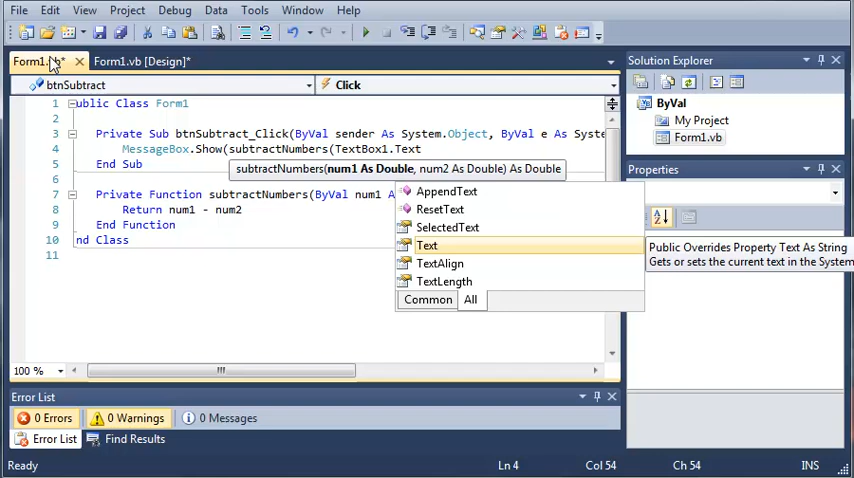 File Edit View Project Debug Data Tools Window Help
Form1.vb* Form1.vb [Design]*
btnSubtract Click
1 ublic Class Form1
2
3 Private Sub btnSubtract_Click(ByVal sender As System.Object, ByVal e As Syste
4 MessageBox.Show(subtractNumbers(TextBox1.Text
5 End Sub
subtractNumbers(num1 As Double, num2 As Double) As Double
6
7 Private Function subtractNumbers(ByVal num1 A
8 Return num1 - num2
9 End Function
10 nd Class
11
AppendText
ResetText
SelectedText
Text
TextAlign
TextLength
Common All
Public Overrides Property Text As String
Gets or sets the current text in the System
100 %
Solution Explorer
ByVal
My Project
Form1.vb
Properties
Error List
0 Errors 0 Warnings 0 Messages
Error List Find Results
Ready Ln 4 Col 54 Ch 54 INS